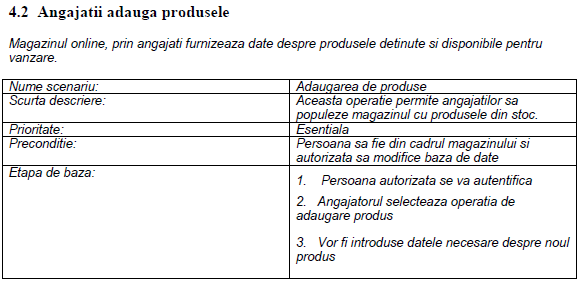 4.2 Angajatii adauga produsele
Magazinul online, prin angajati furnizeaza date despre produsele detinute si disponibile pentru
vanzare.
Nume scenariu: Adaugarea de produse
Scurta descriere: Aceasta operatie permite angajatilor sa
populeze magazinul cu produsele din stoc.
Prioritate: Esentiala
Preconditie: Persoana sa fie din cadrul magazinului si
autorizata sa modifice baza de date
Etapa de baza:
1. Persoana autorizata se va autentifica
2. Angajatorul selecteaza operatia de
adaugare produs
3. Vor fi introduse datele necesare despre noul
produs